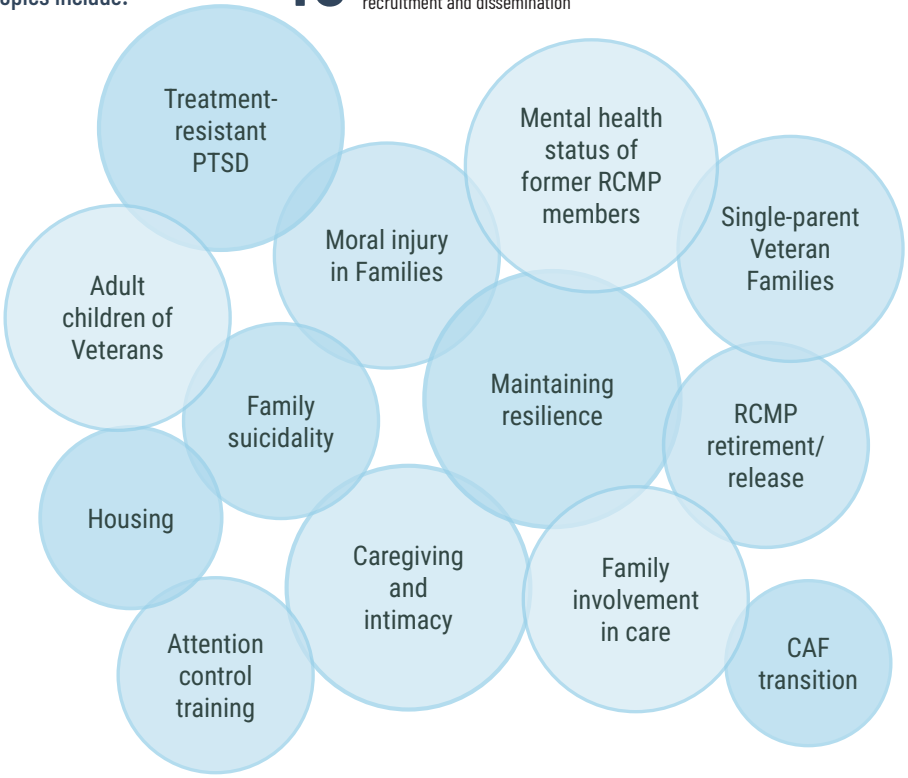 recruitment and dissemination
Treatment-
resistant
PTSD
Mental health
status of
former RCMP
members
Moral injury
in Families
Single-parent
Veteran
Families
Adult
children of
Veterans
Maintaining
resilience
Family
suicidality
RCMP
retirement/
release
Housing
Caregiving
and
intimacy
Family
involvement
in care
Attention
control
training
CAF
transition